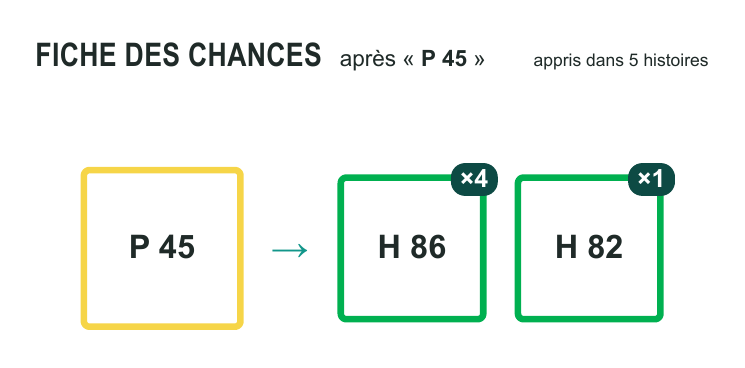 FICHE DES CHANCES après « P 45 » appris dans 5 histoires
×4 ×1
P 45 → H 86 H 82